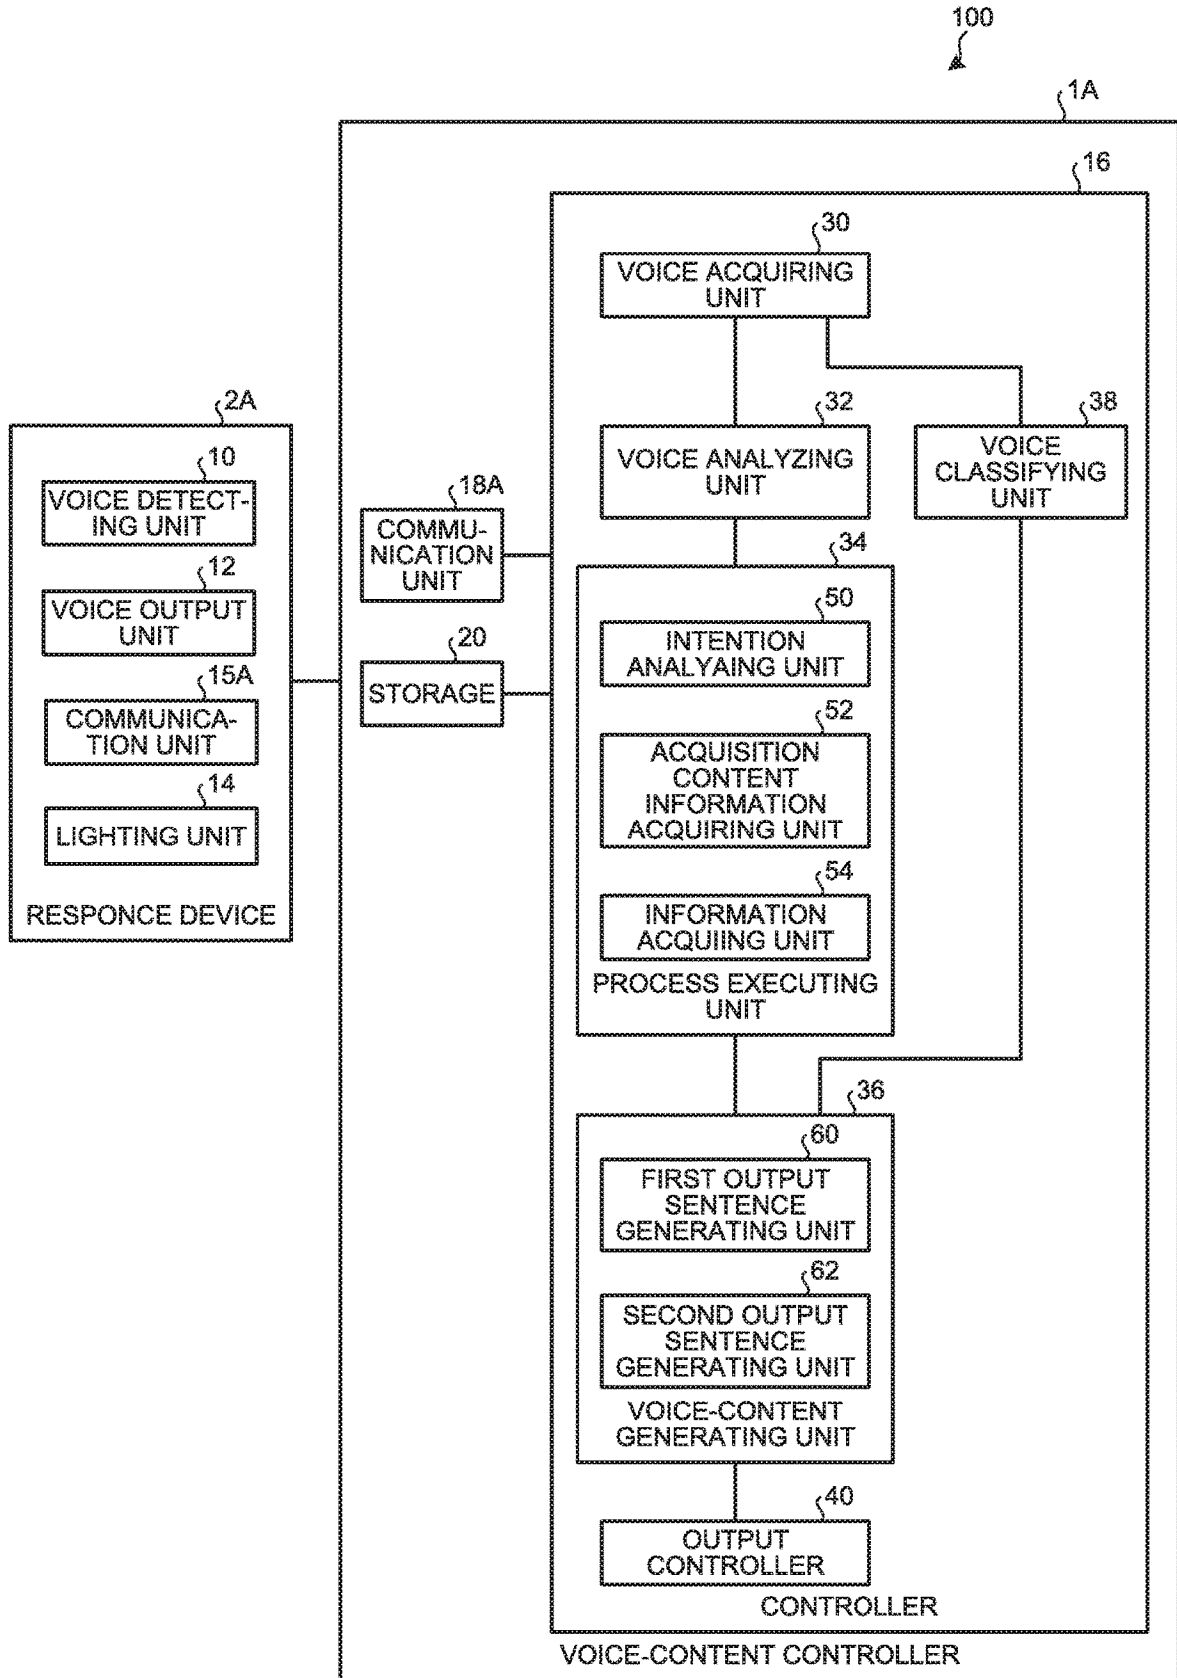 100
1A
16
30
VOICE ACQUIRING
UNIT
32
VOICE ANALYZING
UNIT
38
VOICE
CLASSIFYING
UNIT
2A
10
VOICE DETECT-
ING UNIT
12
VOICE OUTPUT
UNIT
15A
COMMUNICA-
TION UNIT
14
LIGHTING UNIT
RESPONCE DEVICE
18A
COMMU-
NICATION
UNIT
20
STORAGE
34
50
INTENTION
ANALYAING UNIT
52
ACQUISITION
CONTENT
INFORMATION
ACQUIRING UNIT
54
INFORMATION
ACQUIING UNIT
PROCESS EXECUTING
UNIT
36
60
FIRST OUTPUT
SENTENCE
GENERATING UNIT
62
SECOND OUTPUT
SENTENCE
GENERATING UNIT
VOICE-CONTENT
GENERATING UNIT
40
OUTPUT
CONTROLLER
CONTROLLER
VOICE-CONTENT CONTROLLER